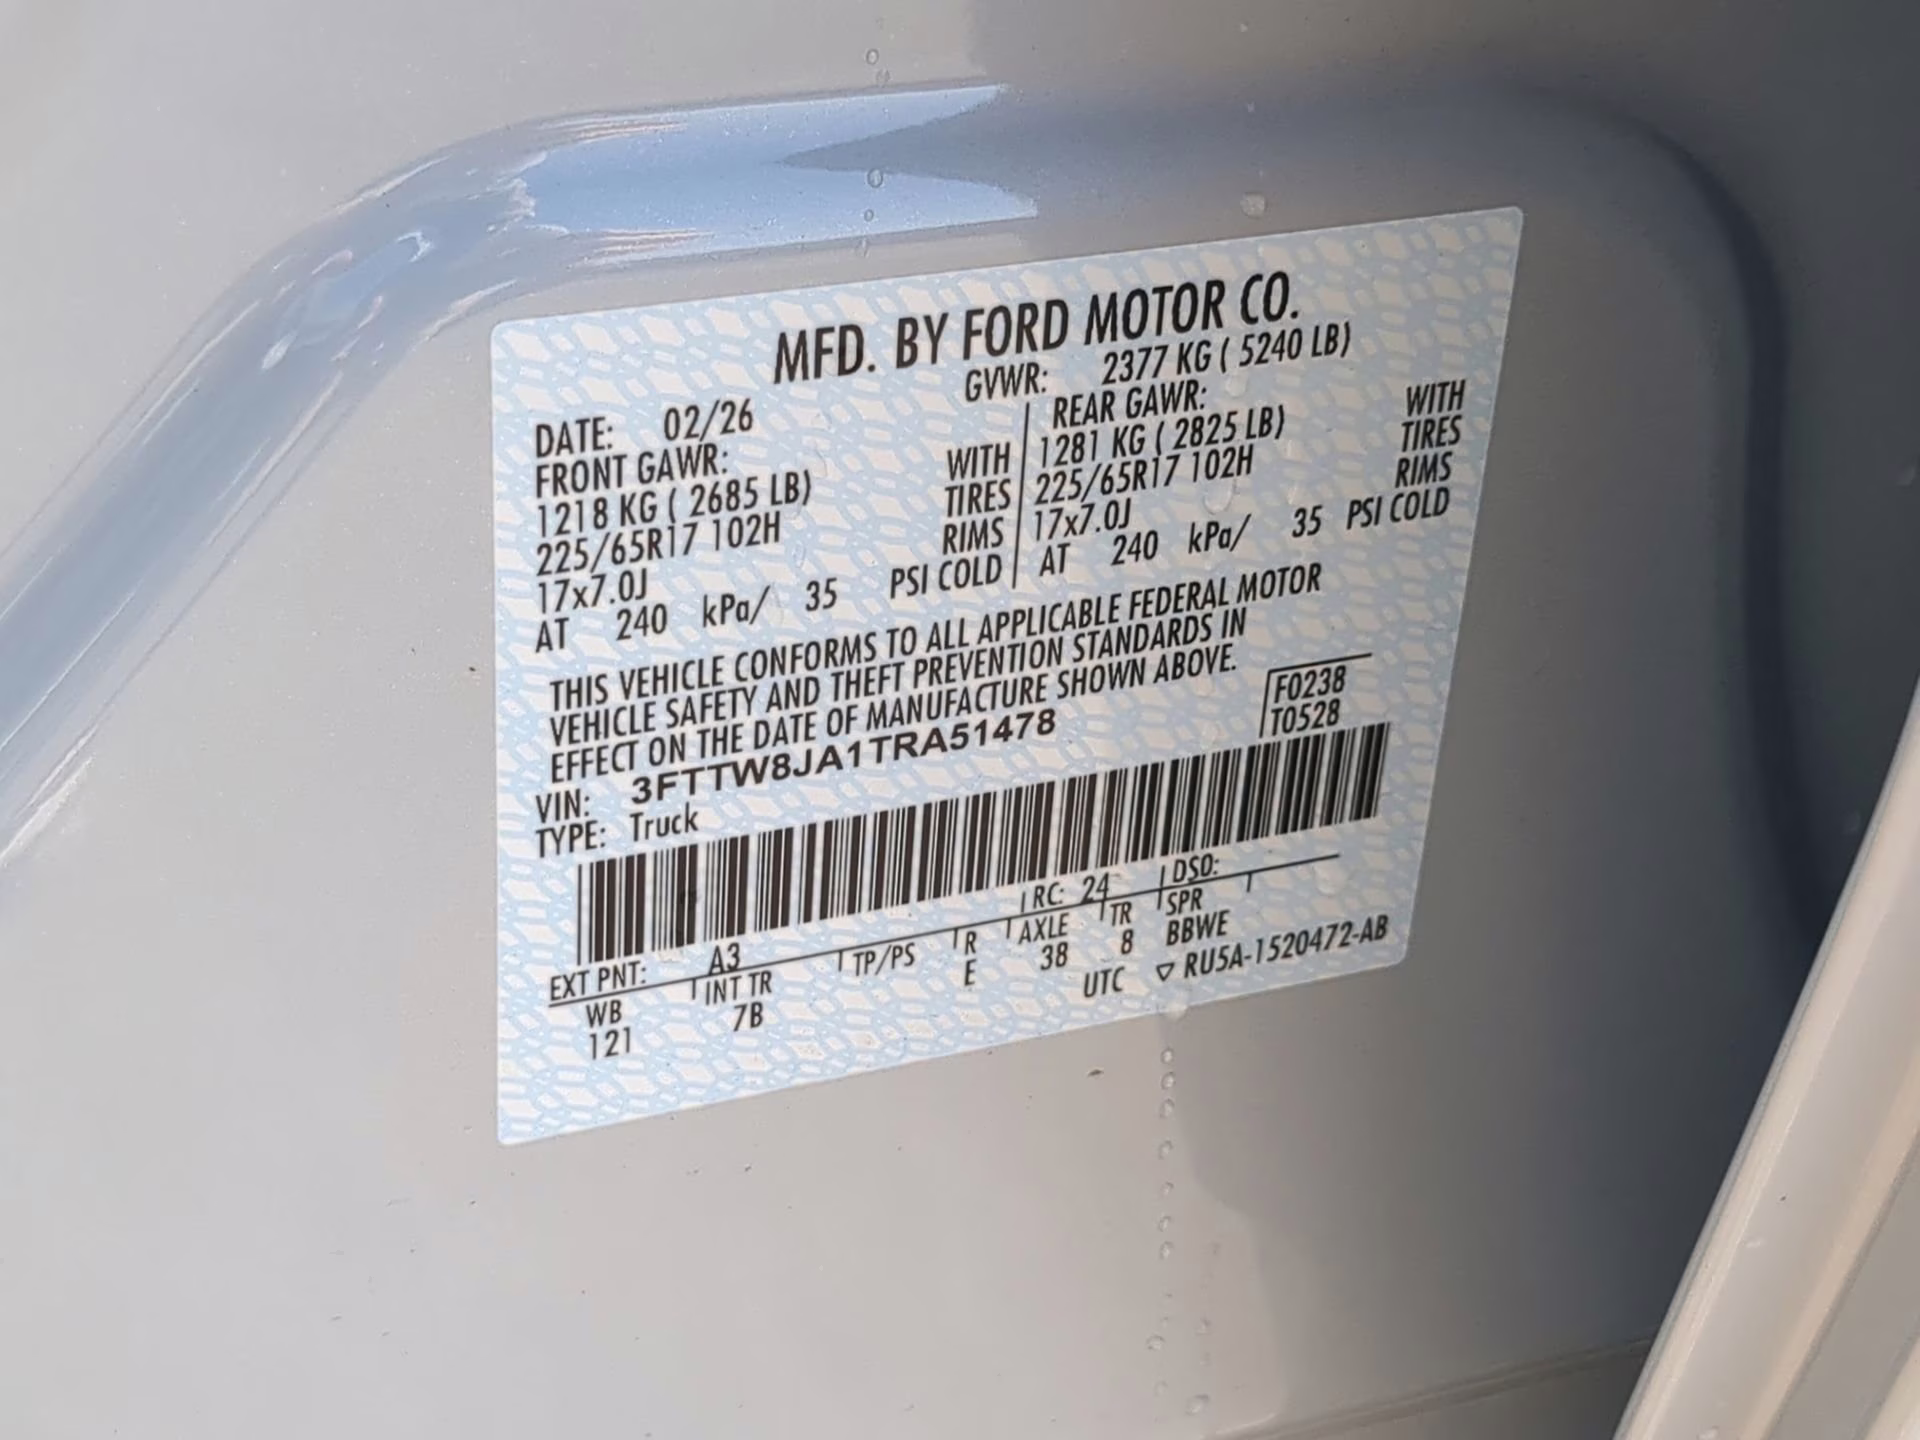 MFD. BY FORD MOTOR CO.
DATE: 02/26 GVWR: 2377 KG ( 5240 LB)
FRONT GAWR: REAR GAWR:
1218 KG ( 2685 LB) WITH 1281 KG ( 2825 LB) WITH
225/65R17 102H TIRES 225/65R17 102H TIRES
17x7.0J RIMS 17x7.0J RIMS
AT 240 kPa/ 35 PSI COLD AT 240 kPa/ 35 PSI COLD
THIS VEHICLE CONFORMS TO ALL APPLICABLE FEDERAL MOTOR
VEHICLE SAFETY AND THEFT PREVENTION STANDARDS IN
EFFECT ON THE DATE OF MANUFACTURE SHOWN ABOVE.
VIN: 3FTTW8JA1TRA51478 F0238
TYPE: Truck T0528
EXT PNT: A3 RC: 24 DSO:
WB INT TR TP/PS R AXLE TR SPR
121 7B E 38 8 BBWE
UTC ▽ RU5A-1520472-AB